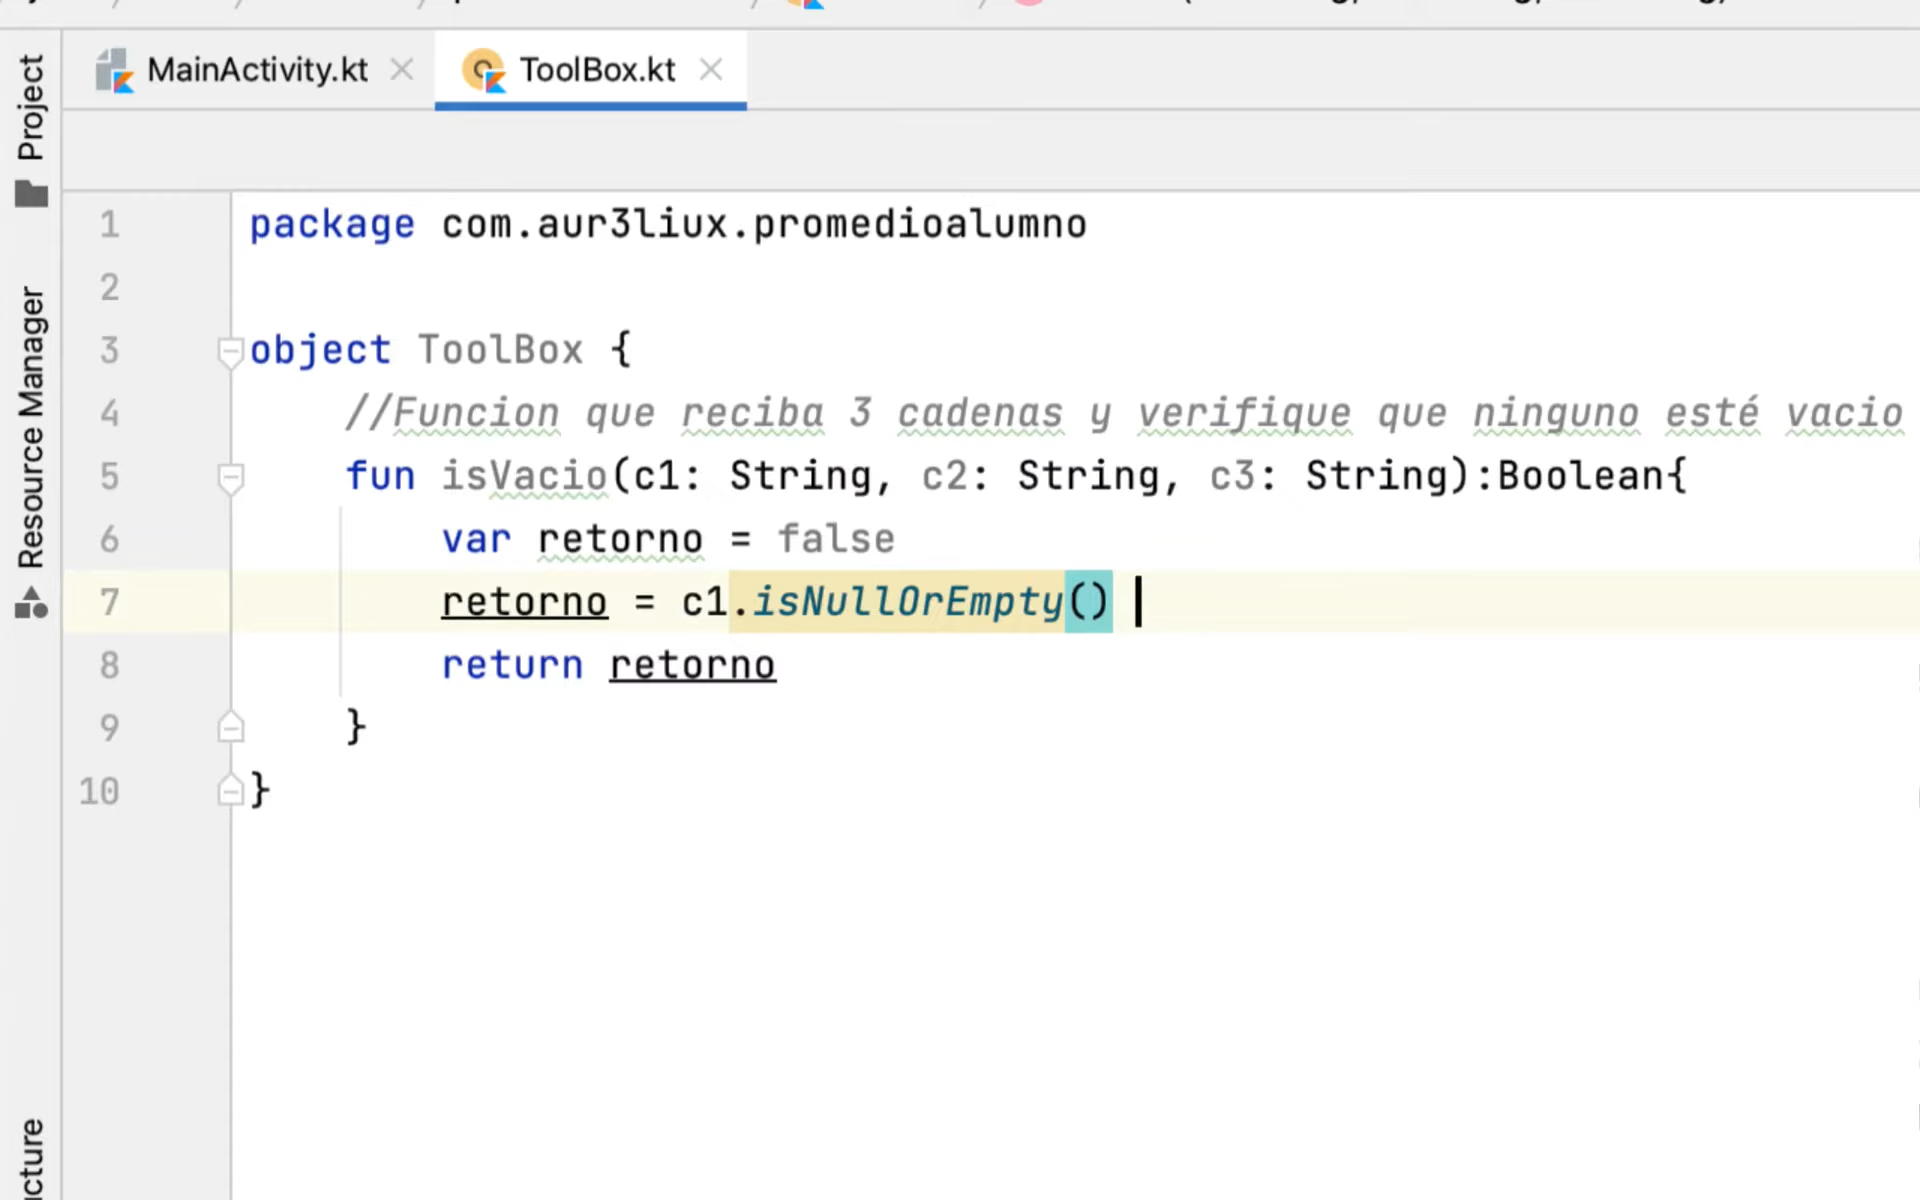 MainActivity.kt
ToolBox.kt
Project
Resource Manager
1 package com.aur3liux.promedioalumno
2
3 object ToolBox {
4 //Funcion que reciba 3 cadenas y verifique que ninguno esté vacio
5 fun isVacio(c1: String, c2: String, c3: String):Boolean{
6 var retorno = false
7 retorno = c1.isNullOrEmpty()
8 return retorno
9 }
10 }